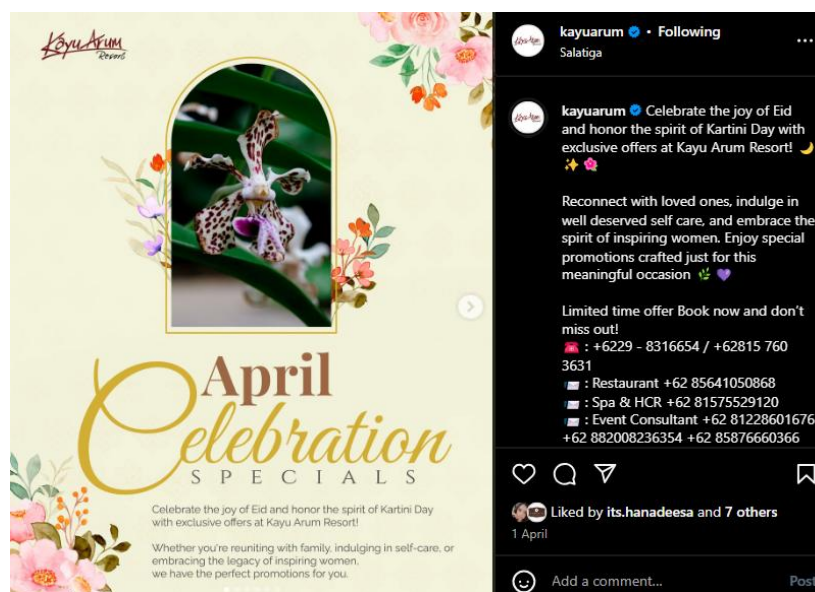 Kayu Arum
Resort
April
Celebration
SPECIALS
Celebrate the joy of Eid and honor the spirit of Kartini Day
with exclusive offers at Kayu Arum Resort!
Whether you're reuniting with family, indulging in self-care, or
embracing the legacy of inspiring women,
we have the perfect promotions for you.
kayuarum • Following
Salatiga
kayuarum Celebrate the joy of Eid
and honor the spirit of Kartini Day with
exclusive offers at Kayu Arum Resort! 🌙
✨ 🌺
Reconnect with loved ones, indulge in
well deserved self care, and embrace the
spirit of inspiring women. Enjoy special
promotions crafted just for this
meaningful occasion 🌿 💜
Limited time offer Book now and don't
miss out!
☎️ : +6229 - 8316654 / +62815 760
3631
📨 : Restaurant +62 85641050868
📨 : Spa & HCR +62 81575529120
📨 : Event Consultant +62 81228601676
+62 882008236354 +62 85876660366
Liked by its.hanadeesa and 7 others
1 April
Add a comment...
Post